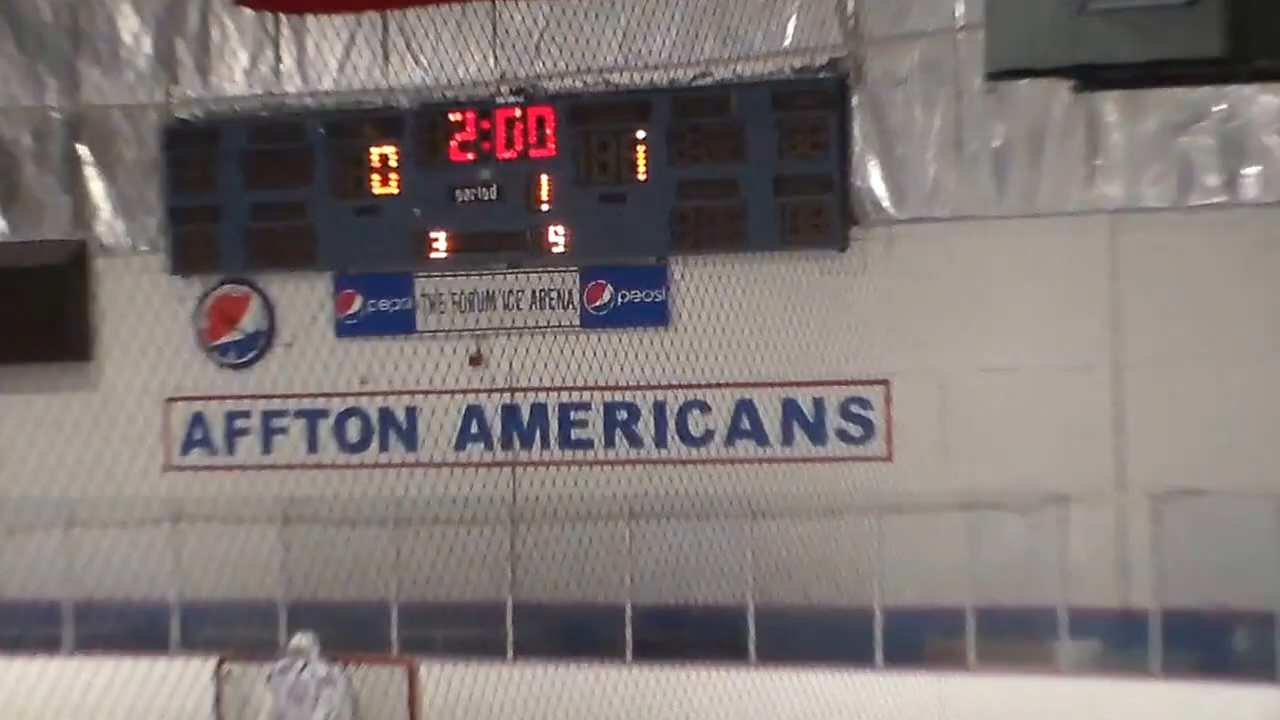 2:00
0 1
period 1
3 5
pepsi THE FORUM ICE ARENA pepsi
AFFTON AMERICANS